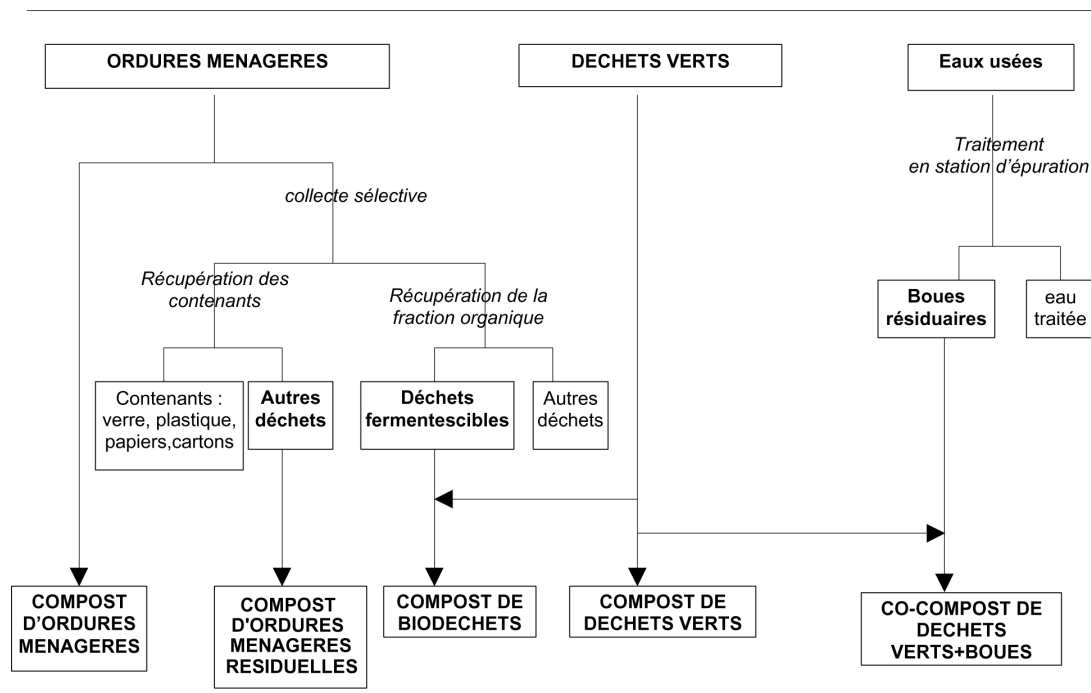 ORDURES MENAGERES
DECHETS VERTS
Eaux usées
Traitement
en station d'épuration
collecte sélective
Récupération des
contenants
Récupération de la
fraction organique
Boues
résiduaires
eau
traitée
Contenants :
verre, plastique,
papiers,cartons
Autres
déchets
Déchets
fermentescibles
Autres
déchets
COMPOST
D'ORDURES
MENAGERES
COMPOST
D'ORDURES
MENAGERES
RESIDUELLES
COMPOST DE
BIODECHETS
COMPOST DE
DECHETS VERTS
CO-COMPOST DE
DECHETS
VERTS+BOUES